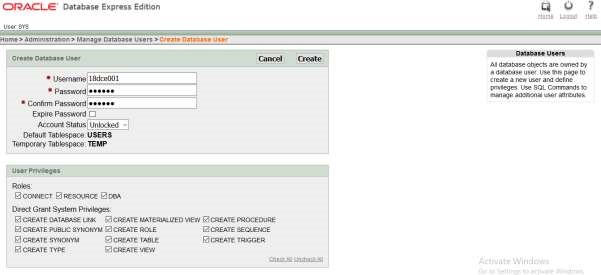 ORACLE Database Express Edition
Home Logout Help
User SYS
Home > Administration > Manage Database Users > Create Database User
Create Database User
Cancel Create
* Username 18dce001
* Password ●●●●●●
* Confirm Password ●●●●●●
Expire Password
Account Status Unlocked
Default Tablespace: USERS
Temporary Tablespace: TEMP
User Privileges
Roles:
CONNECT RESOURCE DBA
Direct Grant System Privileges:
CREATE DATABASE LINK CREATE MATERIALIZED VIEW CREATE PROCEDURE
CREATE PUBLIC SYNONYM CREATE ROLE CREATE SEQUENCE
CREATE SYNONYM CREATE TABLE CREATE TRIGGER
CREATE TYPE CREATE VIEW
Check All Uncheck All
Database Users
All database objects are owned by
a database user. Use this page to
create a new user and define
privileges. Use SQL Commands to
manage additional user attributes.
Activate Windows
Go to Settings to activate Windows.